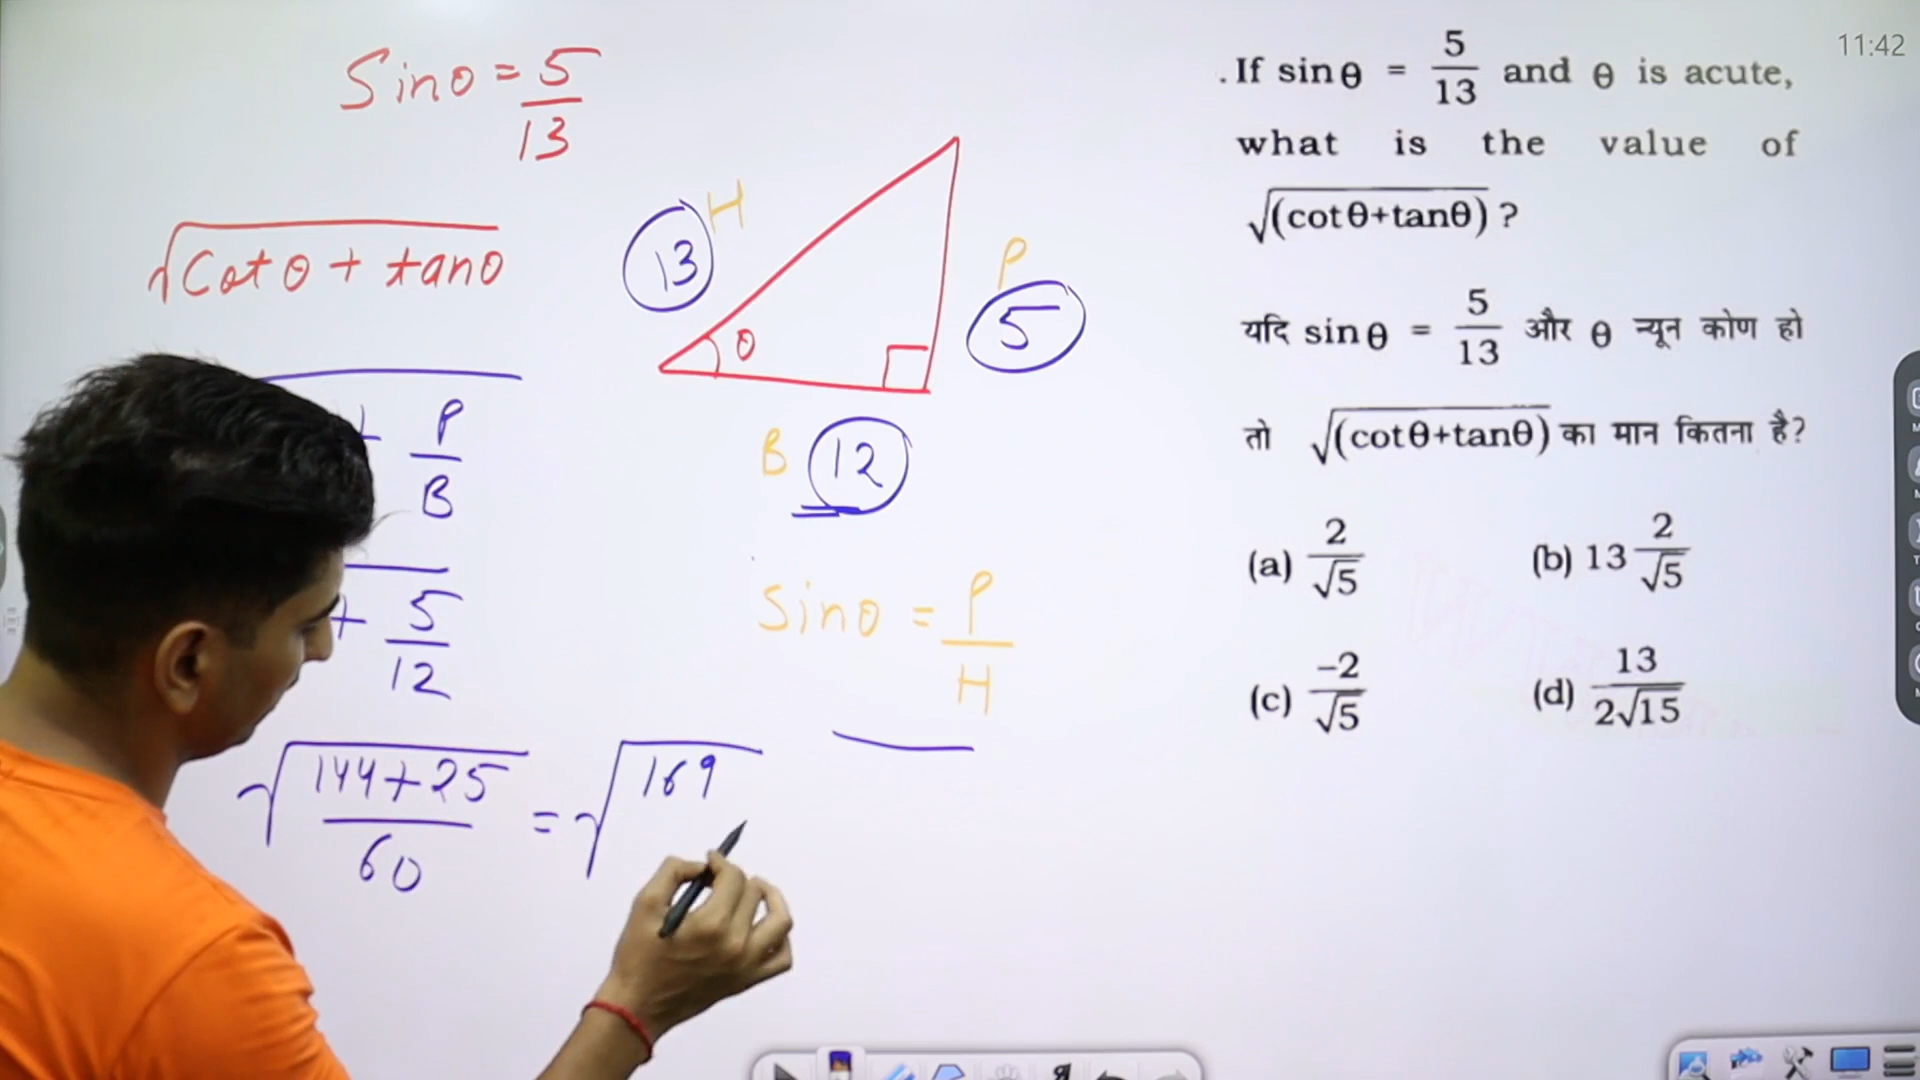 Sinθ = 5/13
√Cotθ + tanθ
P/B
+ 5/12
√(144+25)/60 = √169
13 H
P
5
θ
B 12
Sinθ = P/H
11:42
. If sinθ = 5/13 and θ is acute,
what is the value of
√(cotθ+tanθ) ?
यदि sinθ = 5/13 और θ न्यून कोण हो
तो √(cotθ+tanθ) का मान कितना है?
(a) 2/√5 (b) 13 2/√5
(c) -2/√5 (d) 13/2√15